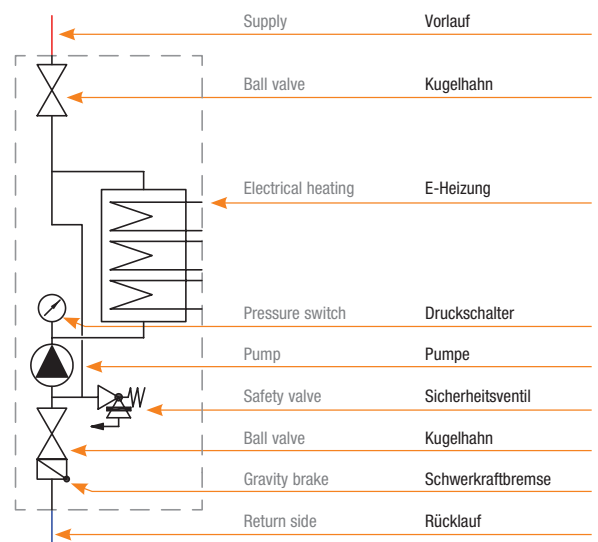 Supply Vorlauf
Ball valve Kugelhahn
Electrical heating E-Heizung
Pressure switch Druckschalter
Pump Pumpe
Safety valve Sicherheitsventil
Ball valve Kugelhahn
Gravity brake Schwerkraftbremse
Return side Rücklauf